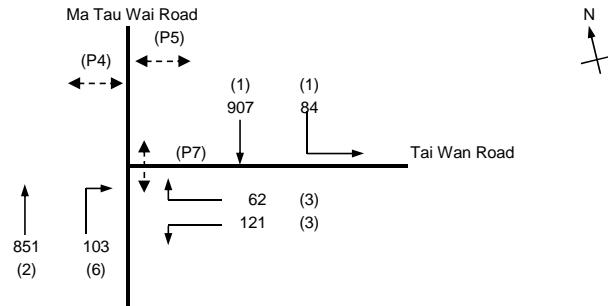 Ma Tau Wai Road
N
(P4) (P5)
(1) (1)
907 84
(P7) Tai Wan Road
62 (3)
121 (3)
851 103
(2) (6)